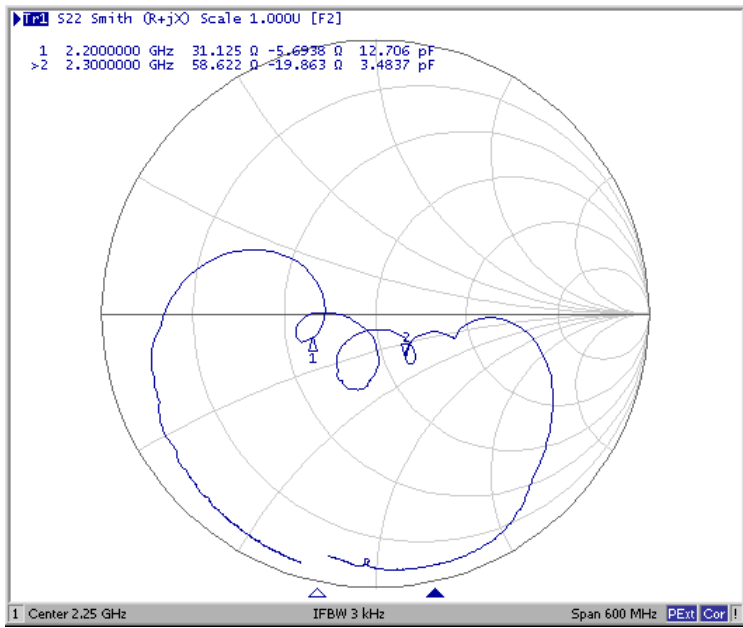 Tr1 S22 Smith (R+jX) Scale 1.000U [F2]
1 2.2000000 GHz 31.125 Ω -5.6938 Ω 12.706 pF
>2 2.3000000 GHz 58.622 Ω -19.863 Ω 3.4837 pF
2
1
1 Center 2.25 GHz IFBW 3 kHz Span 600 MHz PExt Cor !